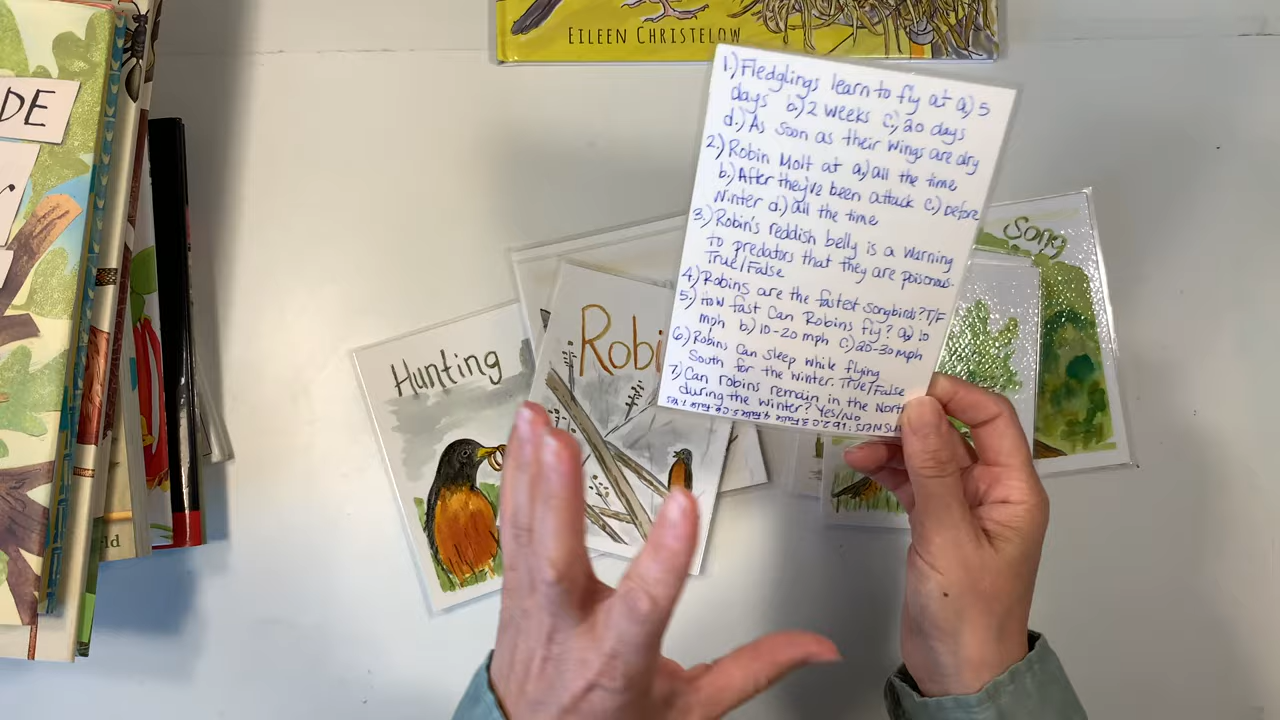 EILEEN CHRISTELOW
DE
1.) Fledglings learn to fly at a) 5
days b.) 2 weeks c.) 20 days
d.) As soon as their wings are dry
2.) Robin Molt at a.) all the time
b.) After they've been attack c.) before
winter d.) all the time
3.) Robin's reddish belly is a warning
to predators that they are poisonous.
True/False
4.) Robins are the fastest songbirds? T/F
5.) How fast can Robins fly? a.) 10
mph b.) 10-20 mph c.) 20-30 mph
6.) Robins can sleep while flying
South for the winter. True/False
7.) Can robins remain in the North
during the winter? Yes/No
Song
Robi
Hunting
ld